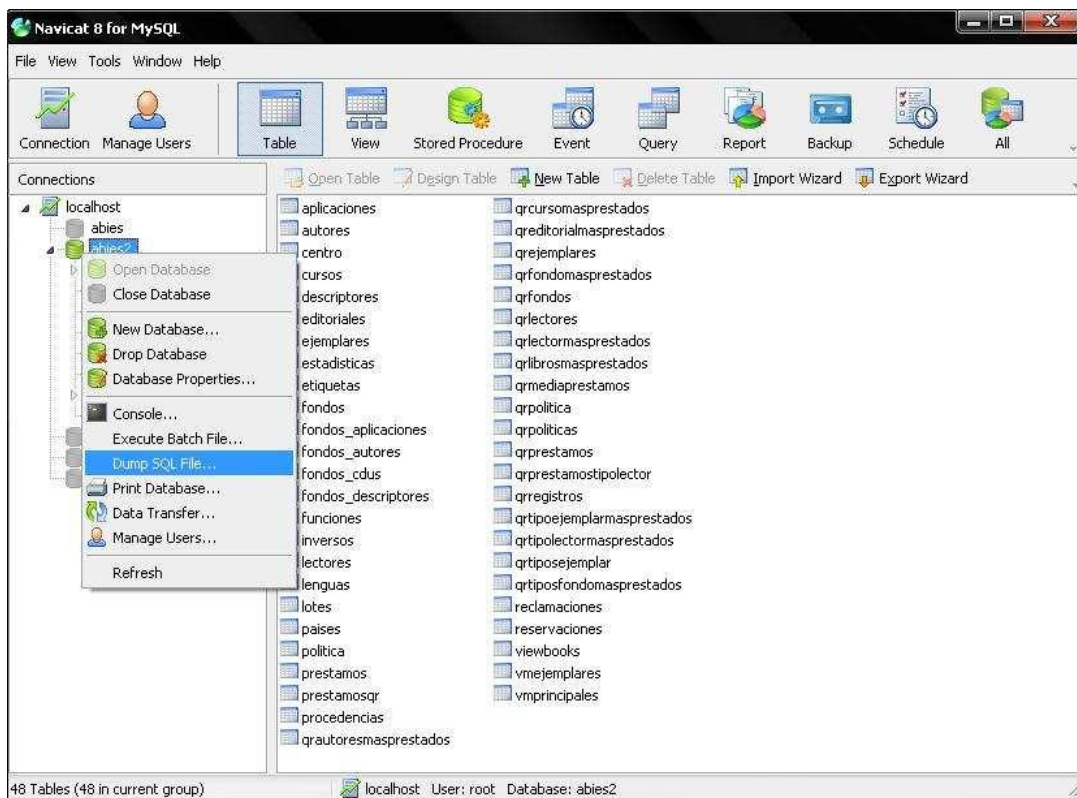 Navicat 8 for MySQL
File View Tools Window Help
Connection Manage Users Table View Stored Procedure Event Query Report Backup Schedule All
Connections
Open Table Design Table New Table Delete Table Import Wizard Export Wizard
localhost
abies
abies2
Open Database
Close Database
New Database...
Drop Database
Database Properties...
Console...
Execute Batch File...
Dump SQL File...
Print Database...
Data Transfer...
Manage Users...
Refresh
aplicaciones
autores
centro
cursos
descriptores
editoriales
ejemplares
estadisticas
etiquetas
fondos
fondos_aplicaciones
fondos_autores
fondos_cdus
fondos_descriptores
funciones
inversos
lectores
lenguas
lotes
paises
politica
prestamos
prestamosqr
procedencias
qrautoresmasprestados
qrcursomasprestados
qreditorialmasprestados
qrejemplares
qrfondomasprestados
qrfondos
qrlectores
qrlectormasprestados
qrlibrosmasprestados
qrmediaprestamos
qrpolitica
qrpoliticas
qrprestamos
qrprestamostipolector
qrregistros
qrtipoejemplarmasprestados
qrtipolectormasprestados
qrtiposejemplar
qrtiposfondomasprestados
reclamaciones
reservaciones
viewbooks
vmejemplares
vmprincipales
48 Tables (48 in current group)
localhost User: root Database: abies2